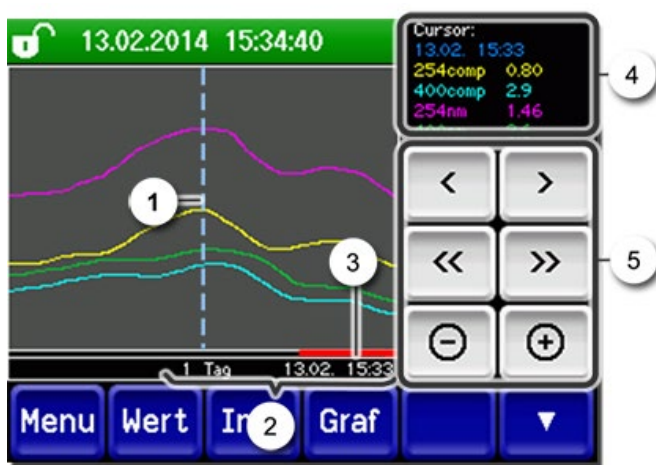 13.02.2014 15:34:40
Cursor:
13.02. 15:33
254comp 0.80
400comp 2.9
254nm 1.46
4
1
3
< >
<< >>
5
1 Tag 13.02. 15:33
Menu Wert Graf ▼
2